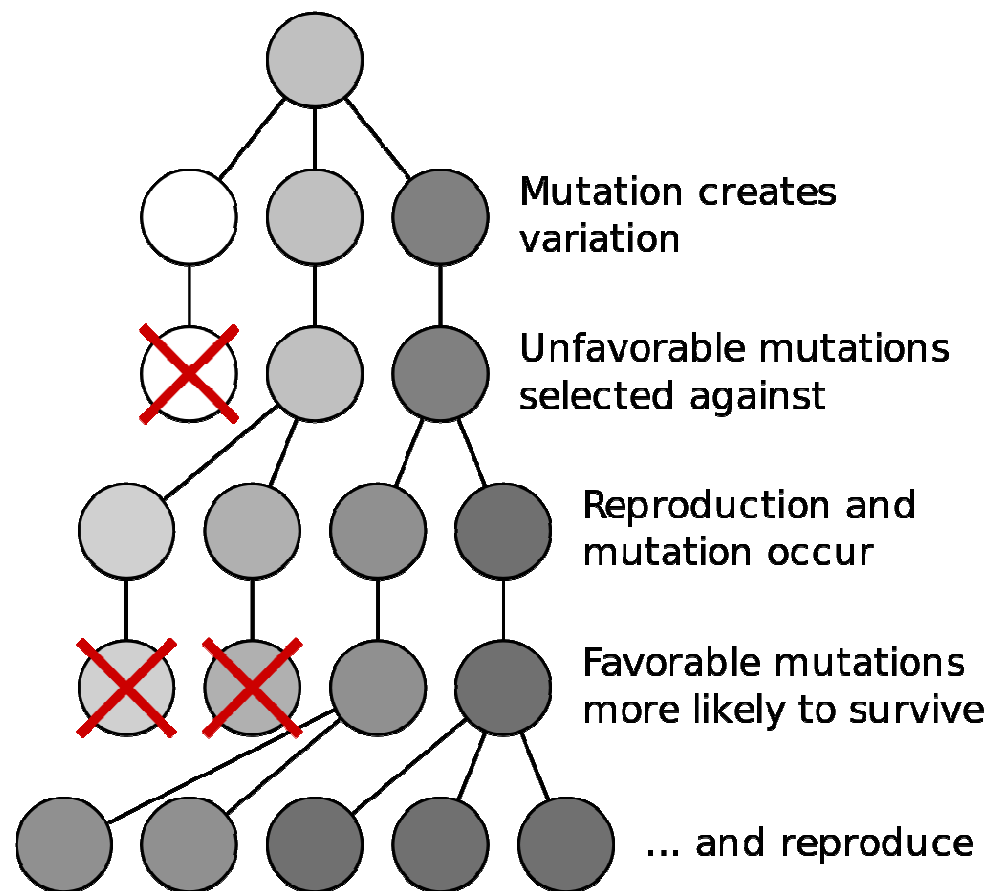 Mutation creates
variation
Unfavorable mutations
selected against
Reproduction and
mutation occur
Favorable mutations
more likely to survive
... and reproduce